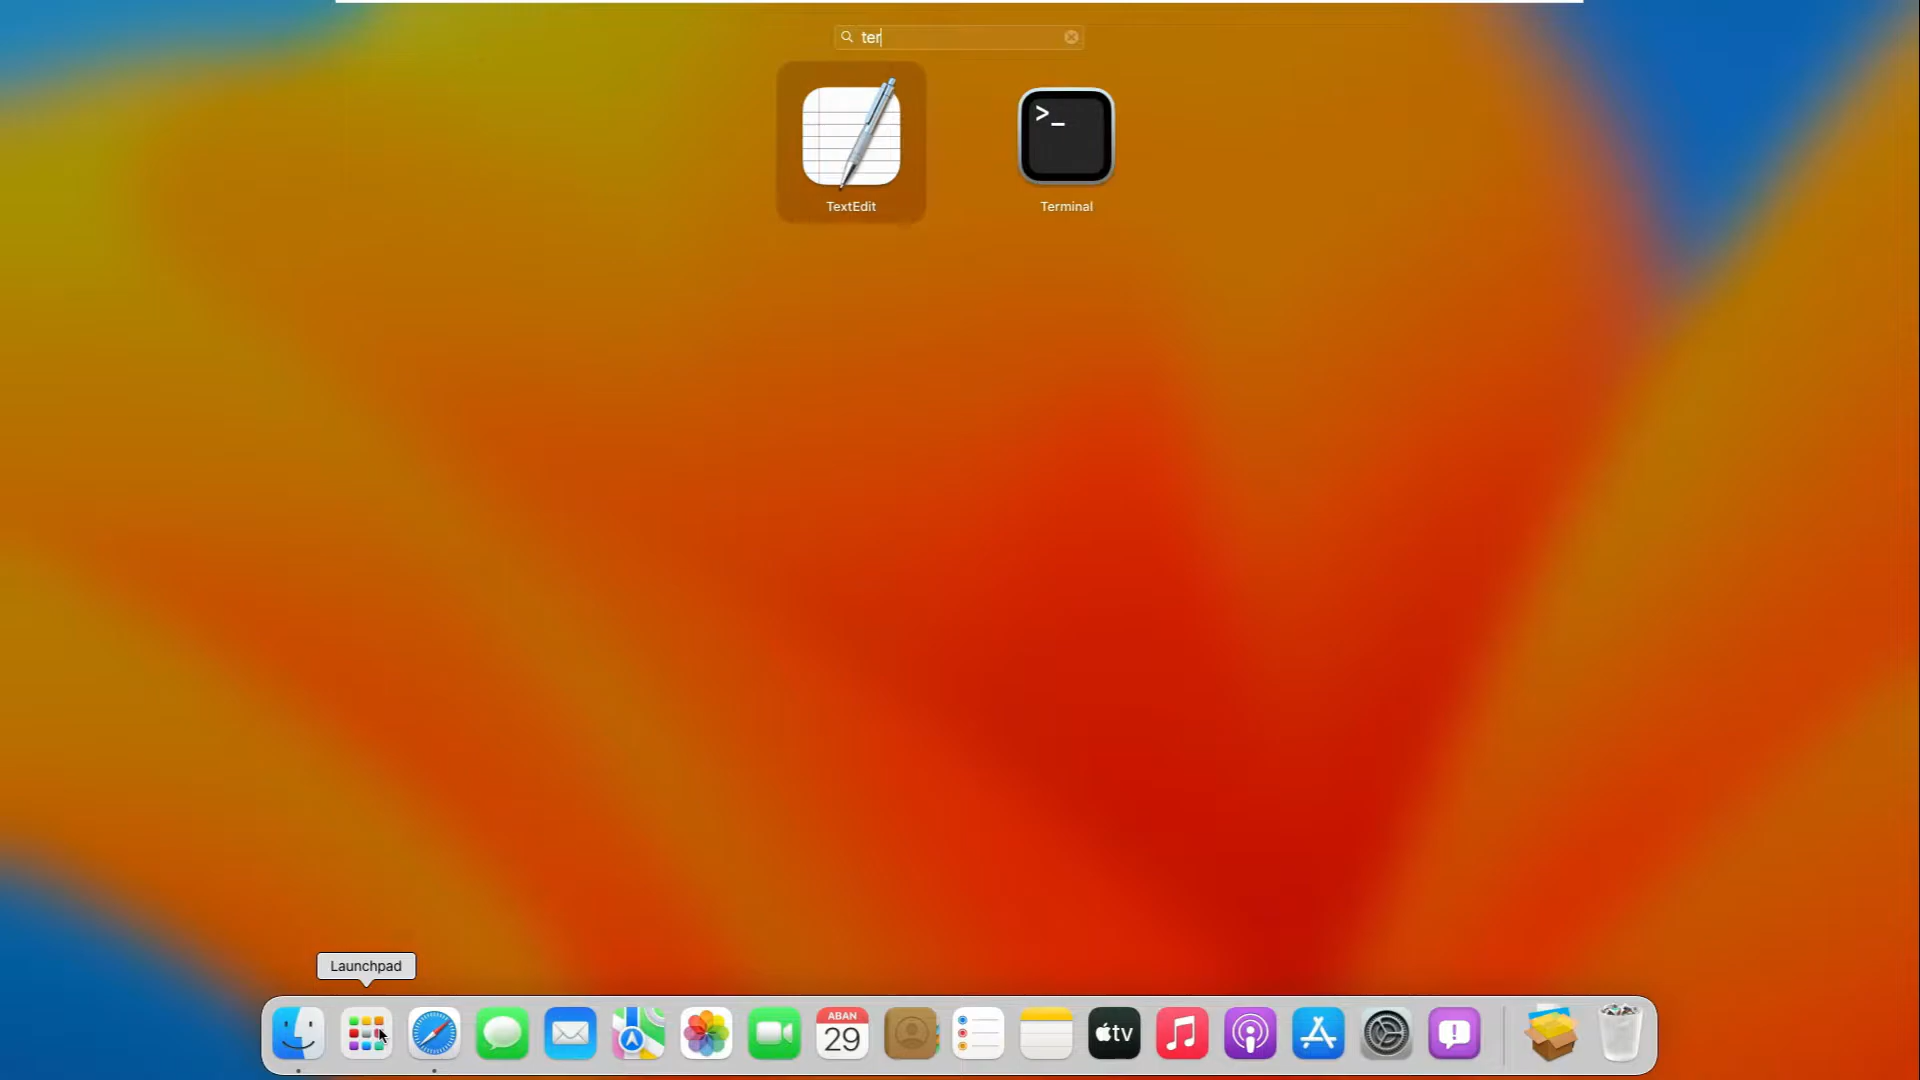 ter
TextEdit
>_
Terminal
Launchpad
ABAN
29
tv
!